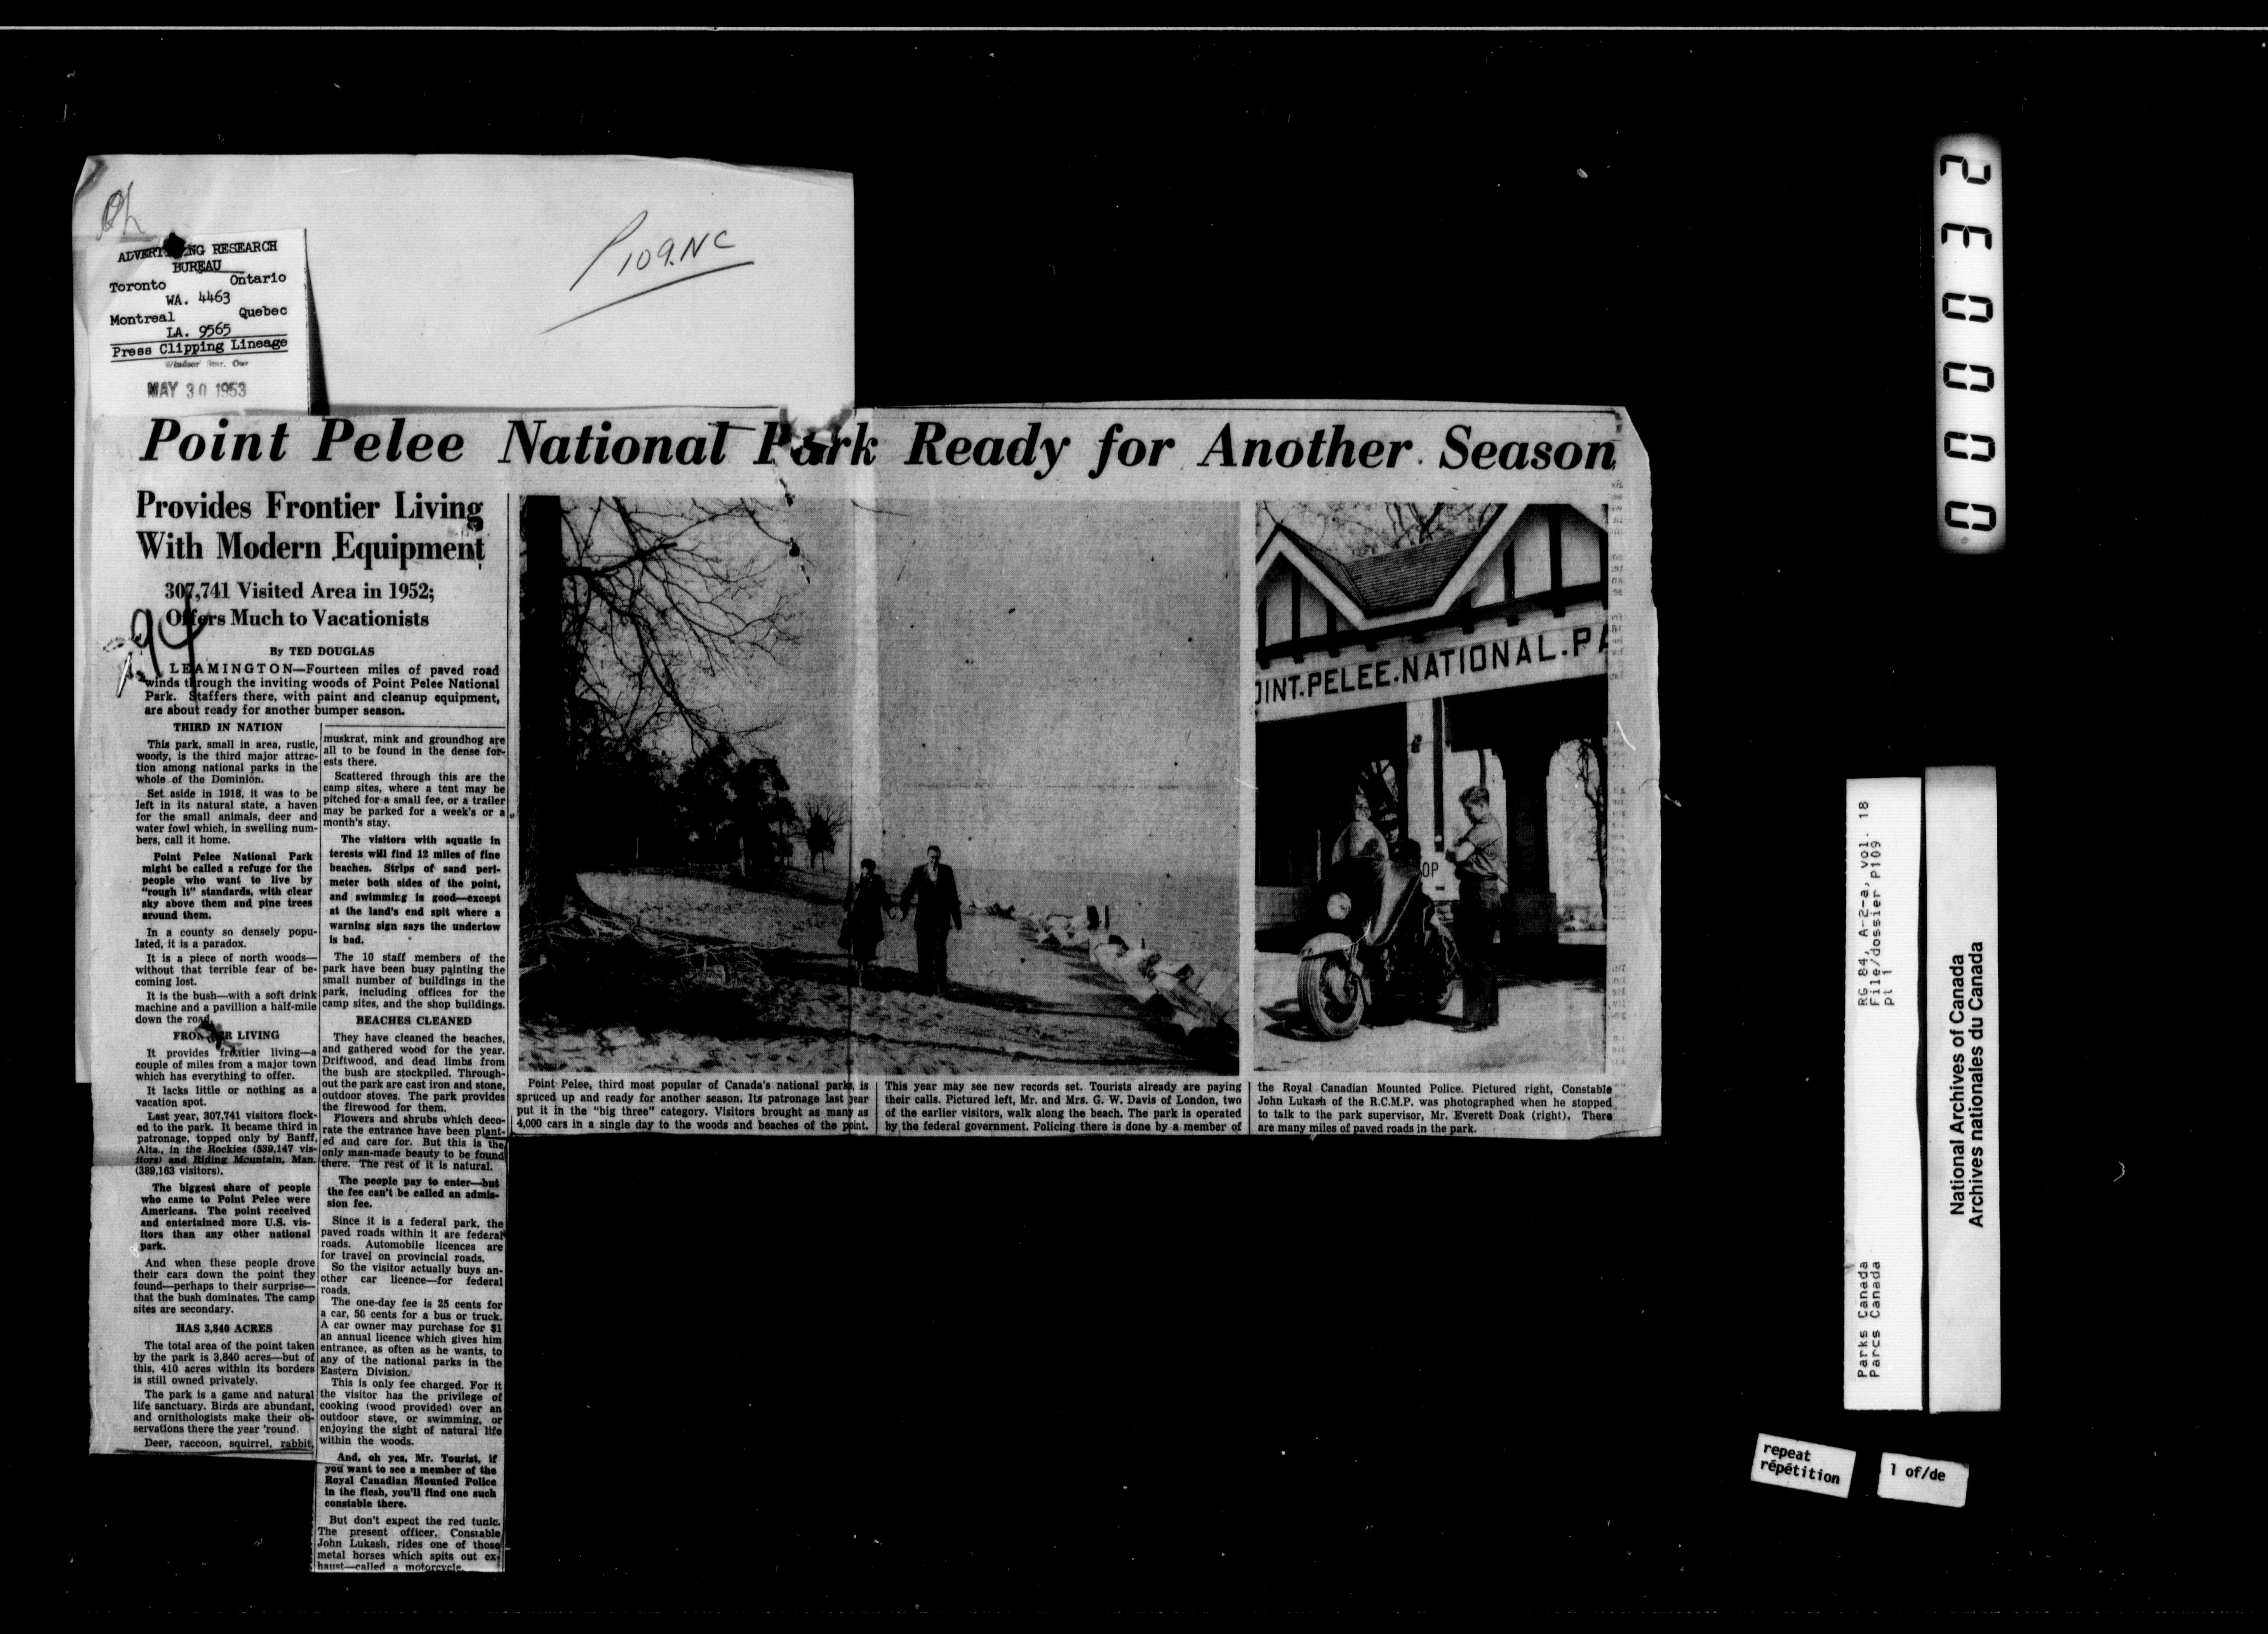 Ph
P109.NC
ADVERTISING RESEARCH
BUREAU
Toronto Ontario
WA. 4463
Montreal Quebec
LA. 9565
Press Clipping Lineage
Windsor Star, Ont
MAY 30 1953
Point Pelee National Park Ready for Another Season
Provides Frontier Living
With Modern Equipment
307,741 Visited Area in 1952;
Offers Much to Vacationists
94
By TED DOUGLAS
LEAMINGTON—Fourteen miles of paved road
winds through the inviting woods of Point Pelee National
Park. Staffers there, with paint and cleanup equipment,
are about ready for another bumper season.
THIRD IN NATION
This park, small in area, rustic,
woody, is the third major attrac-
tion among national parks in the
whole of the Dominion.
Set aside in 1918, it was to be
left in its natural state, a haven
for the small animals, deer and
water fowl which, in swelling num-
bers, call it home.
Point Pelee National Park
might be called a refuge for the
people who want to live by
"rough it" standards, with clear
sky above them and pine trees
around them.
In a county so densely popu-
lated, it is a paradox.
It is a piece of north woods—
without that terrible fear of be-
coming lost.
It is the bush—with a soft drink
machine and a pavillion a half-mile
down the road.
FRONTIER LIVING
It provides frontier living—a
couple of miles from a major town
which has everything to offer.
It lacks little or nothing as a
vacation spot.
Last year, 307,741 visitors flock-
ed to the park. It became third in
patronage, topped only by Banff,
Alta., in the Rockies (539,147 vis-
itors) and Riding Mountain, Man.
(389,163 visitors).
The biggest share of people
who came to Point Pelee were
Americans. The point received
and entertained more U.S. vis-
itors than any other national
park.
And when these people drove
their cars down the point they
found—perhaps to their surprise—
that the bush dominates. The camp
sites are secondary.
HAS 3,840 ACRES
The total area of the point taken
by the park is 3,840 acres—but of
this, 410 acres within its borders
is still owned privately.
The park is a game and natural
life sanctuary. Birds are abundant,
and ornithologists make their ob-
servations there the year 'round.
Deer, raccoon, squirrel, rabbit,
muskrat, mink and groundhog are
all to be found in the dense for-
ests there.
Scattered through this are the
camp sites, where a tent may be
pitched for a small fee, or a trailer
may be parked for a week's or a
month's stay.
The visitors with aquatic in
terests will find 12 miles of fine
beaches. Strips of sand peri-
meter both sides of the point,
and swimming is good—except
at the land's end spit where a
warning sign says the undertow
is bad.
The 10 staff members of the
park have been busy painting the
small number of buildings in the
park, including offices for the
camp sites, and the shop buildings.
BEACHES CLEANED
They have cleaned the beaches,
and gathered wood for the year.
Driftwood, and dead limbs from
the bush are stockpiled. Through-
out the park are cast iron and stone,
outdoor stoves. The park provides
the firewood for them.
Flowers and shrubs which deco-
rate the entrance have been plant-
ed and care for. But this is the
only man-made beauty to be found
there. The rest of it is natural.
The people pay to enter—but
the fee can't be called an admis-
sion fee.
Since it is a federal park, the
paved roads within it are federal
roads. Automobile licences are
for travel on provincial roads.
So the visitor actually buys an-
other car licence—for federal
roads.
The one-day fee is 25 cents for
a car, 50 cents for a bus or truck.
A car owner may purchase for $1
an annual licence which gives him
entrance, as often as he wants, to
any of the national parks in the
Eastern Division.
This is only fee charged. For it
the visitor has the privilege of
cooking (wood provided) over an
outdoor stove, or swimming, or
enjoying the sight of natural life
within the woods.
And, oh yes, Mr. Tourist, if
you want to see a member of the
Royal Canadian Mounted Police
in the flesh, you'll find one such
constable there.
But don't expect the red tunic.
The present officer, Constable
John Lukash, rides one of those
metal horses which spits out ex-
haust—called a motorcycle.
OINT.PELEE.NATIONAL.PA
OP
Point Pelee, third most popular of Canada's national parks, is
spruced up and ready for another season. Its patronage last year
put it in the "big three" category. Visitors brought as many as
4,000 cars in a single day to the woods and beaches of the point.
This year may see new records set. Tourists already are paying
their calls. Pictured left, Mr. and Mrs. G. W. Davis of London, two
of the earlier visitors, walk along the beach. The park is operated
by the federal government. Policing there is done by a member of
the Royal Canadian Mounted Police. Pictured right, Constable
John Lukash of the R.C.M.P. was photographed when he stopped
to talk to the park supervisor, Mr. Everett Doak (right). There
are many miles of paved roads in the park.
000032
RG 84, A-2-a, vol. 18
File/dossier P109
pt 1
Parks Canada
Parcs Canada
National Archives of Canada
Archives nationales du Canada
repeat
répétition
1 of/de